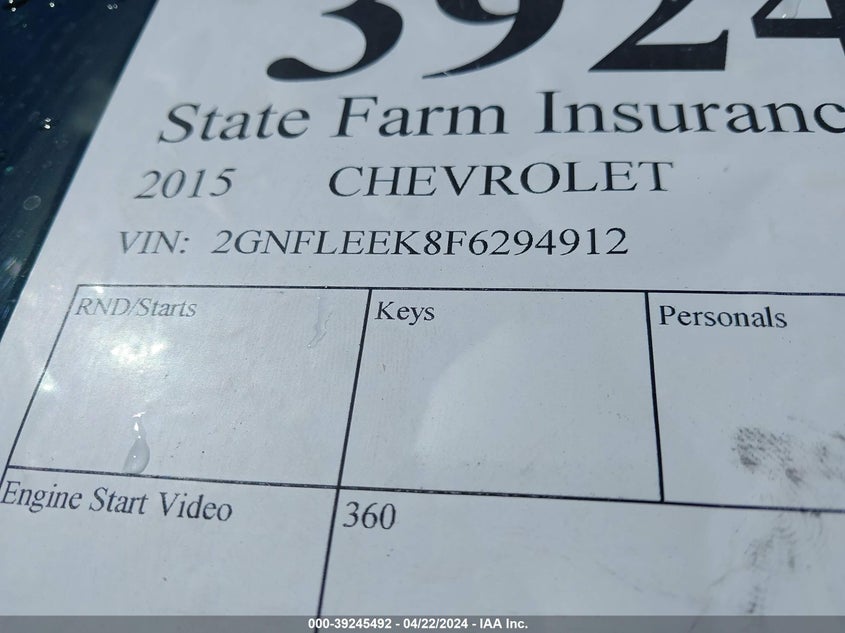 3924
State Farm Insuranc
2015 CHEVROLET
VIN: 2GNFLEEK8F6294912
RND/Starts Keys Personals
Engine Start Video 360
000-39245492 - 04/22/2024 - IAA Inc.